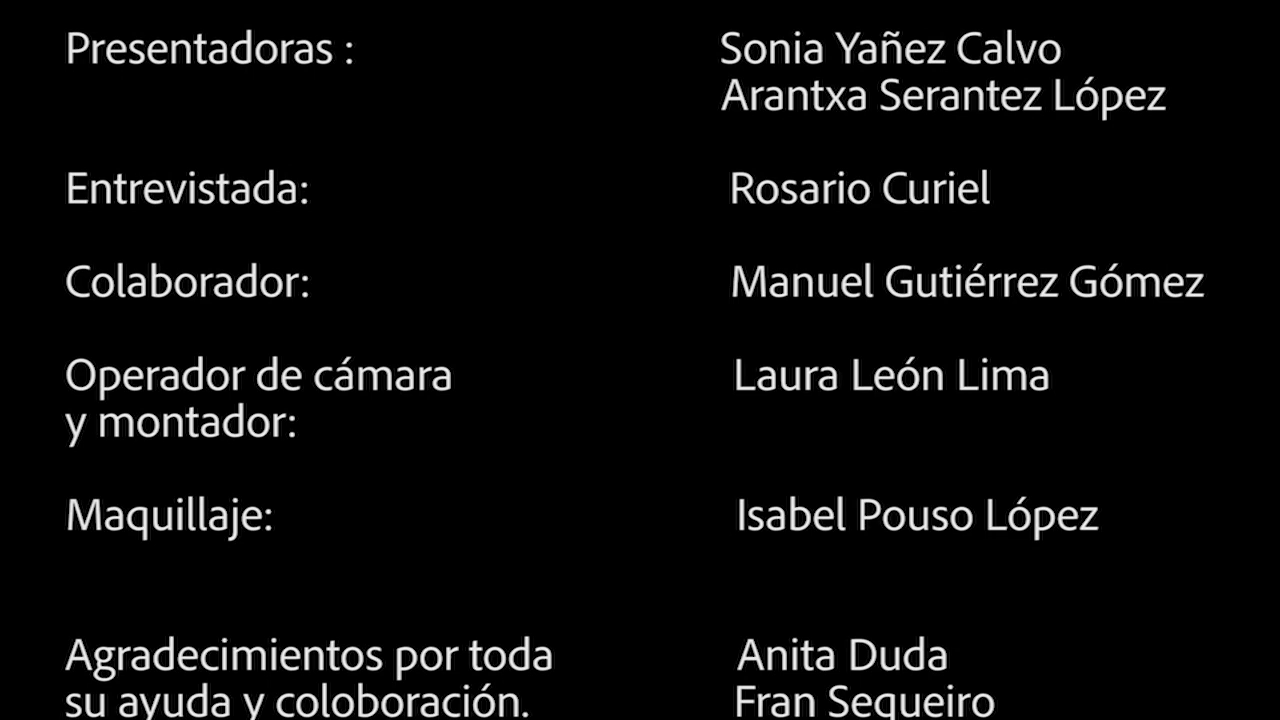 Presentadoras : Sonia Yañez Calvo
Arantxa Serantez López
Entrevistada: Rosario Curiel
Colaborador: Manuel Gutiérrez Gómez
Operador de cámara Laura León Lima
y montador:
Maquillaje: Isabel Pouso López
Agradecimientos por toda Anita Duda
su ayuda y coloboración. Fran Sequeiro